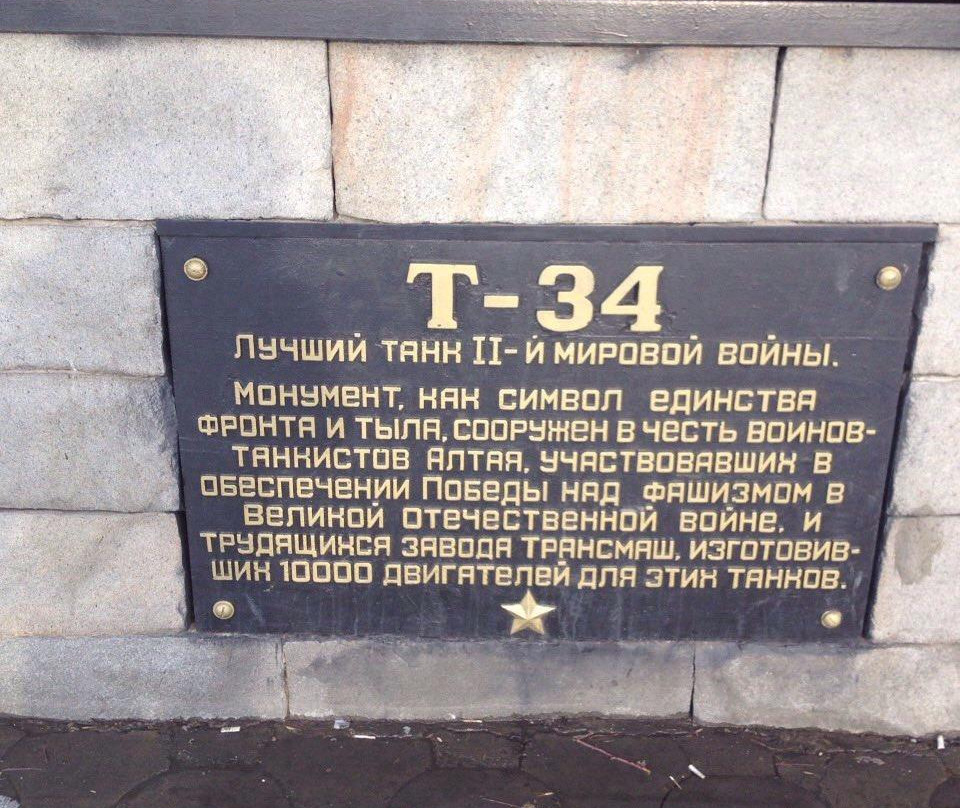 Т-34
Лучший танк II-й мировой войны.
Монумент, как символ единства
фронта и тыла, сооружен в честь воинов-
танкистов Алтая, участвовавших в
обеспечении Победы над фашизмом в
Великой Отечественной войне, и
трудящихся завода Трансмаш, изготовив-
ших 10000 двигателей для этих танков.